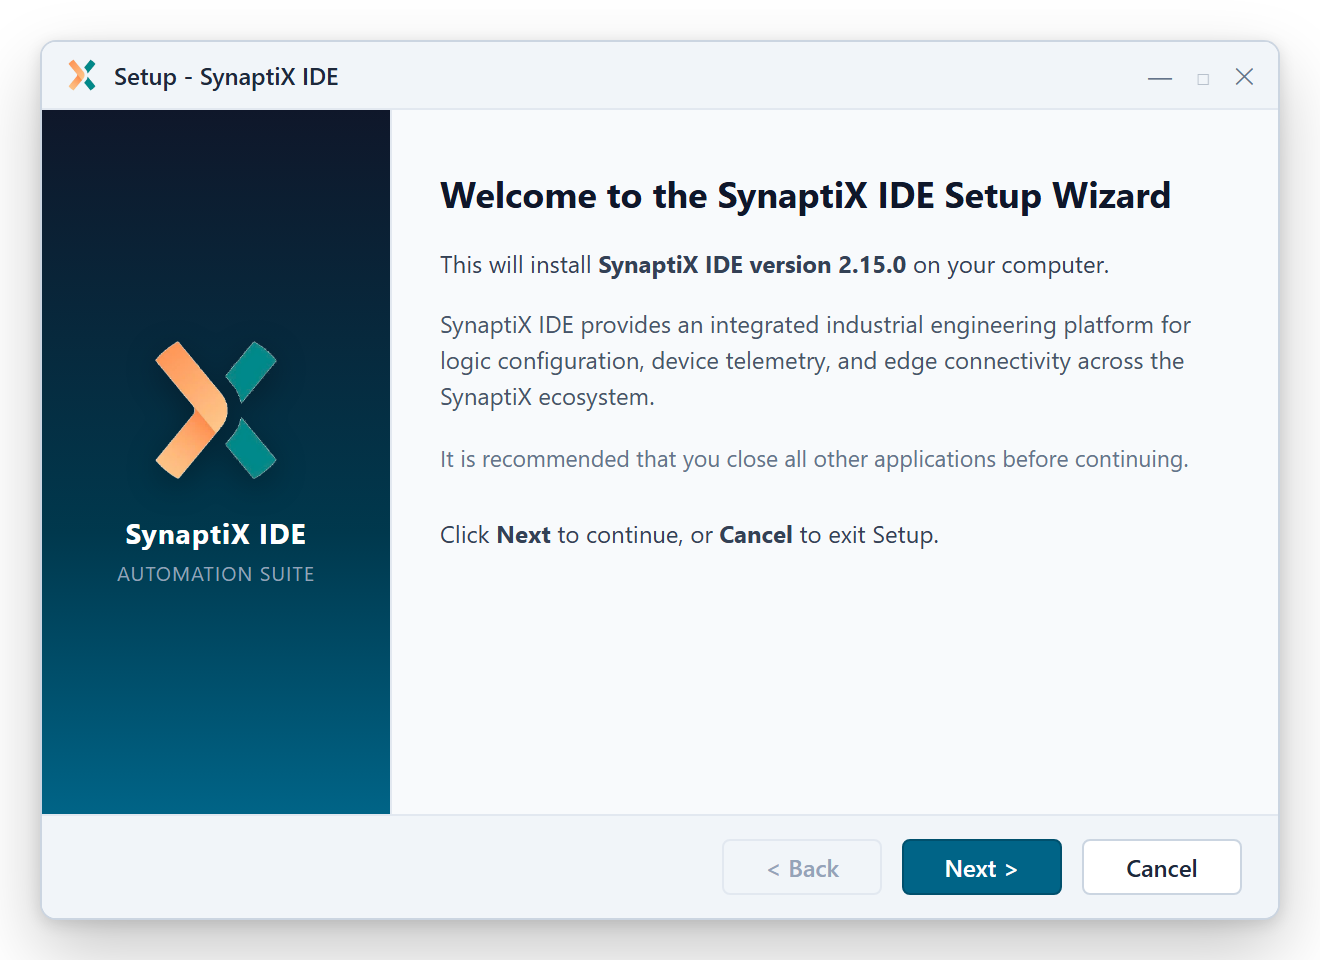 Setup - SynaptiX IDE
SynaptiX IDE
AUTOMATION SUITE
Welcome to the SynaptiX IDE Setup Wizard
This will install SynaptiX IDE version 2.15.0 on your computer.
SynaptiX IDE provides an integrated industrial engineering platform for
logic configuration, device telemetry, and edge connectivity across the
SynaptiX ecosystem.
It is recommended that you close all other applications before continuing.
Click Next to continue, or Cancel to exit Setup.
< Back
Next >
Cancel